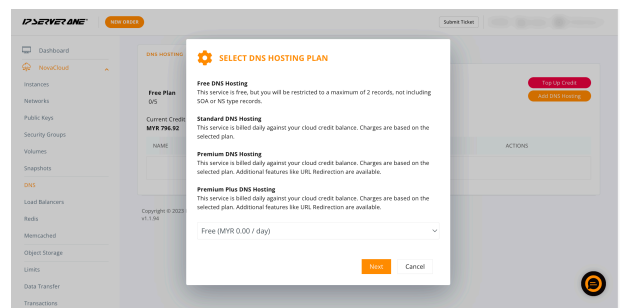 IPSERVERONE
NEW ORDER
Submit Ticket
Dashboard
NovaCloud
Instances
Networks
Public Keys
Security Groups
Volumes
Snapshots
DNS
Load Balancers
Redis
Memcached
Object Storage
Limits
Data Transfer
Transactions
DNS HOSTING
Free Plan
0/5
Current Credit
MYR 796.92
Top Up Credit
Add DNS Hosting
NAME
ACTIONS
Copyright © 2023
v1.1.94
SELECT DNS HOSTING PLAN
Free DNS Hosting
This service is free, but you will be restricted to a maximum of 2 records, not including
SOA or NS type records.
Standard DNS Hosting
This service is billed daily against your cloud credit balance. Charges are based on the
selected plan.
Premium DNS Hosting
This service is billed daily against your cloud credit balance. Charges are based on the
selected plan. Additional features like URL Redirection are available.
Premium Plus DNS Hosting
This service is billed daily against your cloud credit balance. Charges are based on the
selected plan. Additional features like URL Redirection are available.
Free (MYR 0.00 / day)
Next
Cancel